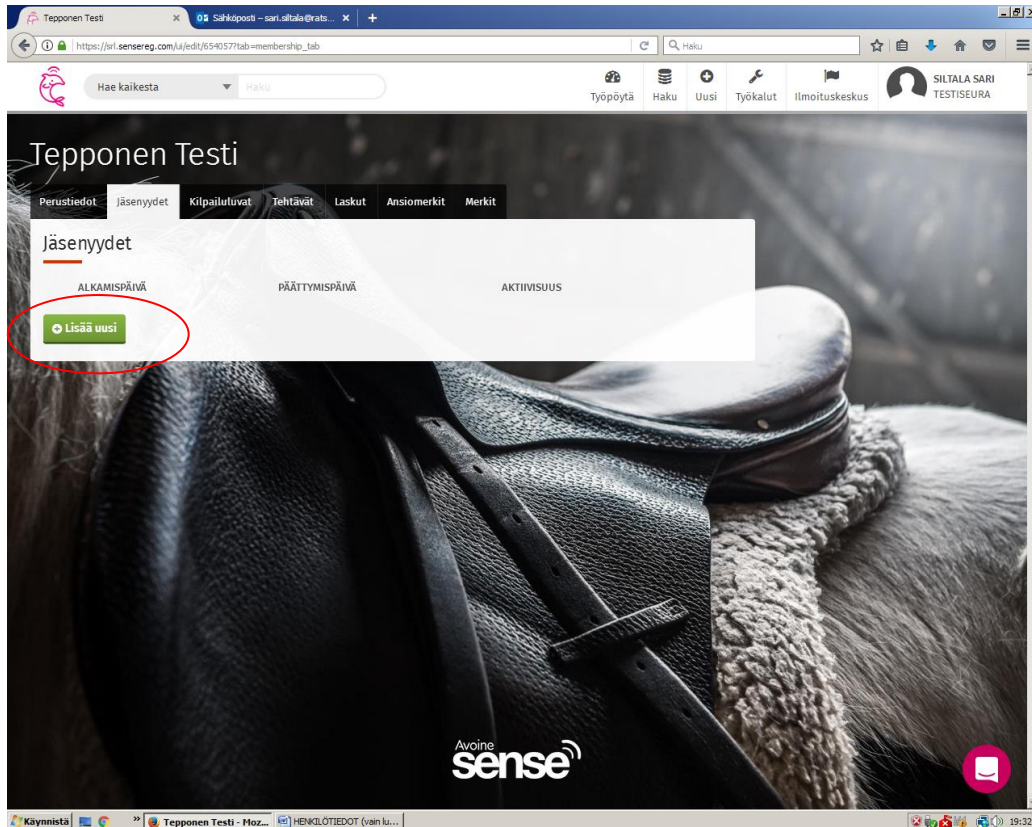 Tepponen Testi
Sähköposti – sari.siltala@rats...
https://srl.sensereg.com/ui/edit/654057?tab=membership_tab
Haku
Hae kaikesta
Haku
Työpöytä
Haku
Uusi
Työkalut
Ilmoituskeskus
SILTALA SARI
TESTISEURA
Tepponen Testi
Perustiedot
Jäsenyydet
Kilpailuluvat
Tehtävät
Laskut
Ansiomerkit
Merkit
Jäsenyydet
ALKAMISPÄIVÄ
PÄÄTTYMISPÄIVÄ
AKTIIVISUUS
Lisää uusi
Avoine
sense
Käynnistä
Tepponen Testi - Moz...
HENKILÖTIEDOT (vain lu...
19:32